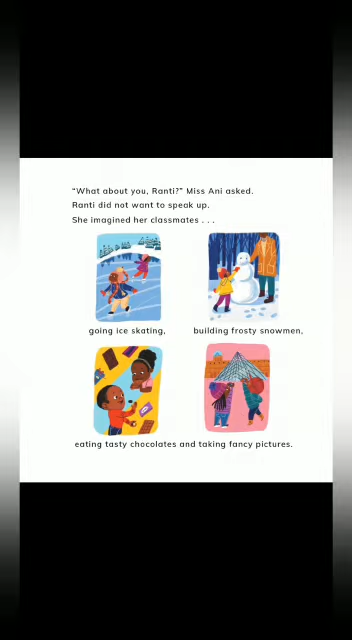 “What about you, Ranti?” Miss Ani asked.
Ranti did not want to speak up.
She imagined her classmates . . .
going ice skating,
building frosty snowmen,
eating tasty chocolates and taking fancy pictures.